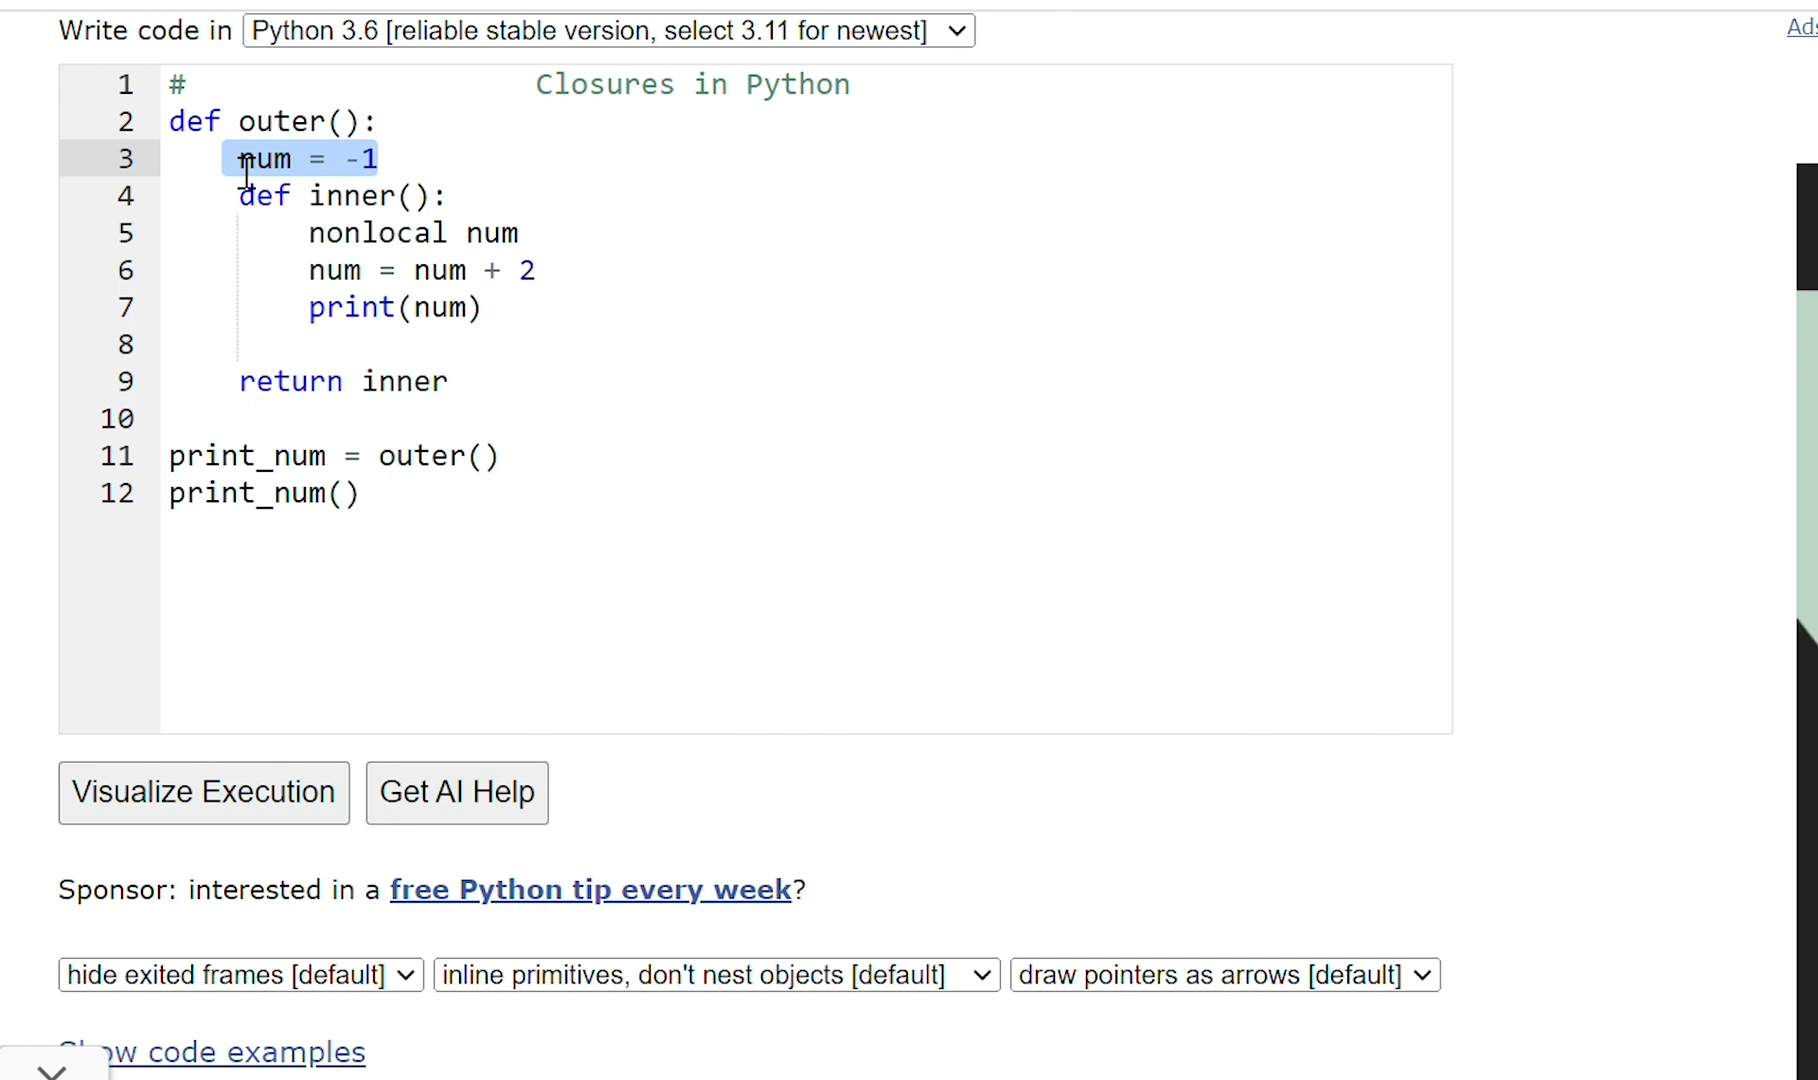 Write code in Python 3.6 [reliable stable version, select 3.11 for newest]
Ads
1 # Closures in Python
2 def outer():
3 num = -1
4 def inner():
5 nonlocal num
6 num = num + 2
7 print(num)
8
9 return inner
10
11 print_num = outer()
12 print_num()
Visualize Execution Get AI Help
Sponsor: interested in a free Python tip every week?
hide exited frames [default] inline primitives, don't nest objects [default] draw pointers as arrows [default]
Show code examples